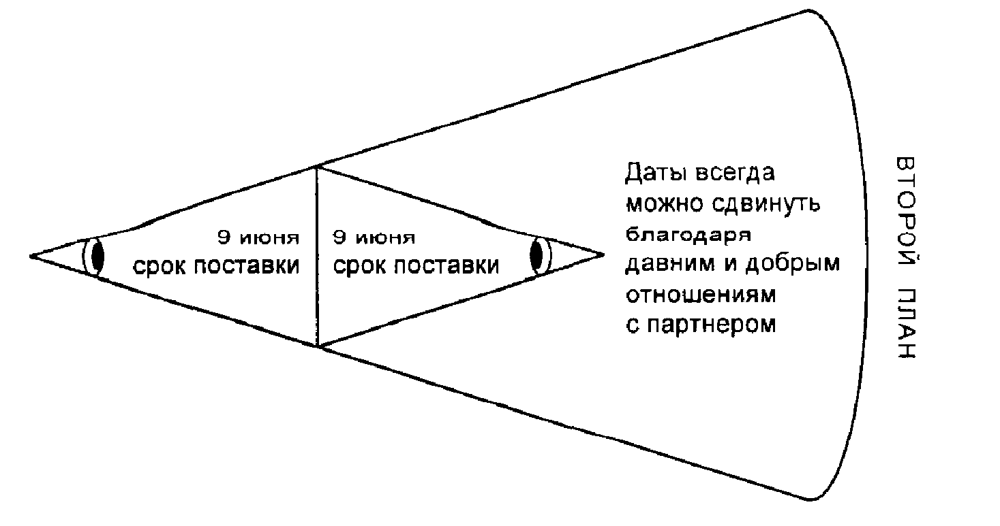 9 июня
срок поставки
9 июня
срок поставки
Даты всегда
можно сдвинуть
благодаря
давним и добрым
отношениям
с партнером
ВТОРОЙ ПЛАН